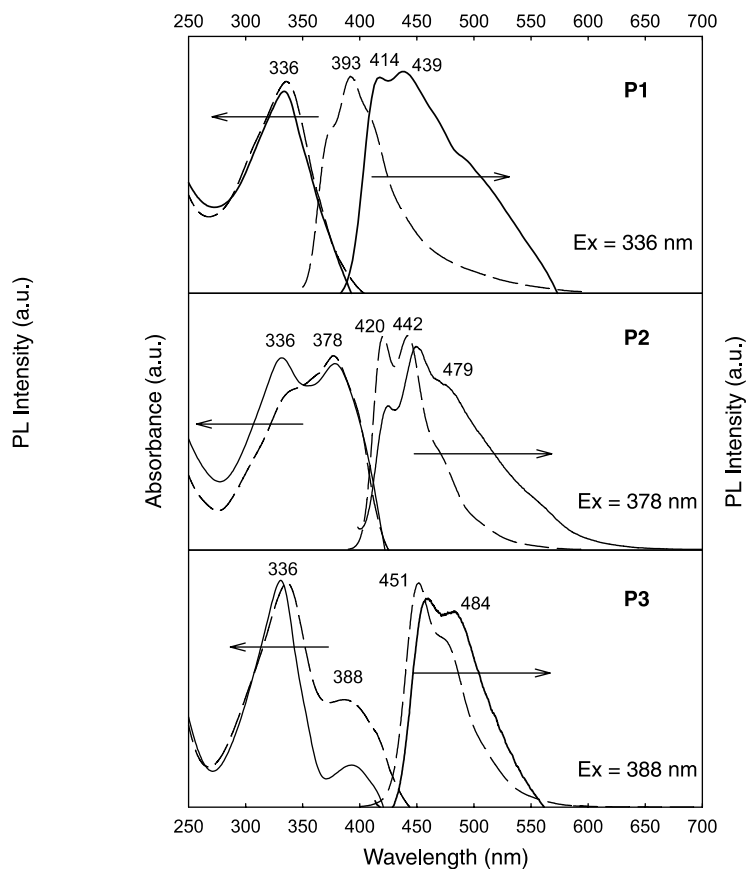 250 300 350 400 450 500 550 600 650 700
336 393 414 439 P1
Ex = 336 nm
336 378 420 442 479 P2
Ex = 378 nm
336 388 451 484 P3
Ex = 388 nm
PL Intensity (a.u.)
Absorbance (a.u.)
PL Intensity (a.u.)
250 300 350 400 450 500 550 600 650 700
Wavelength (nm)